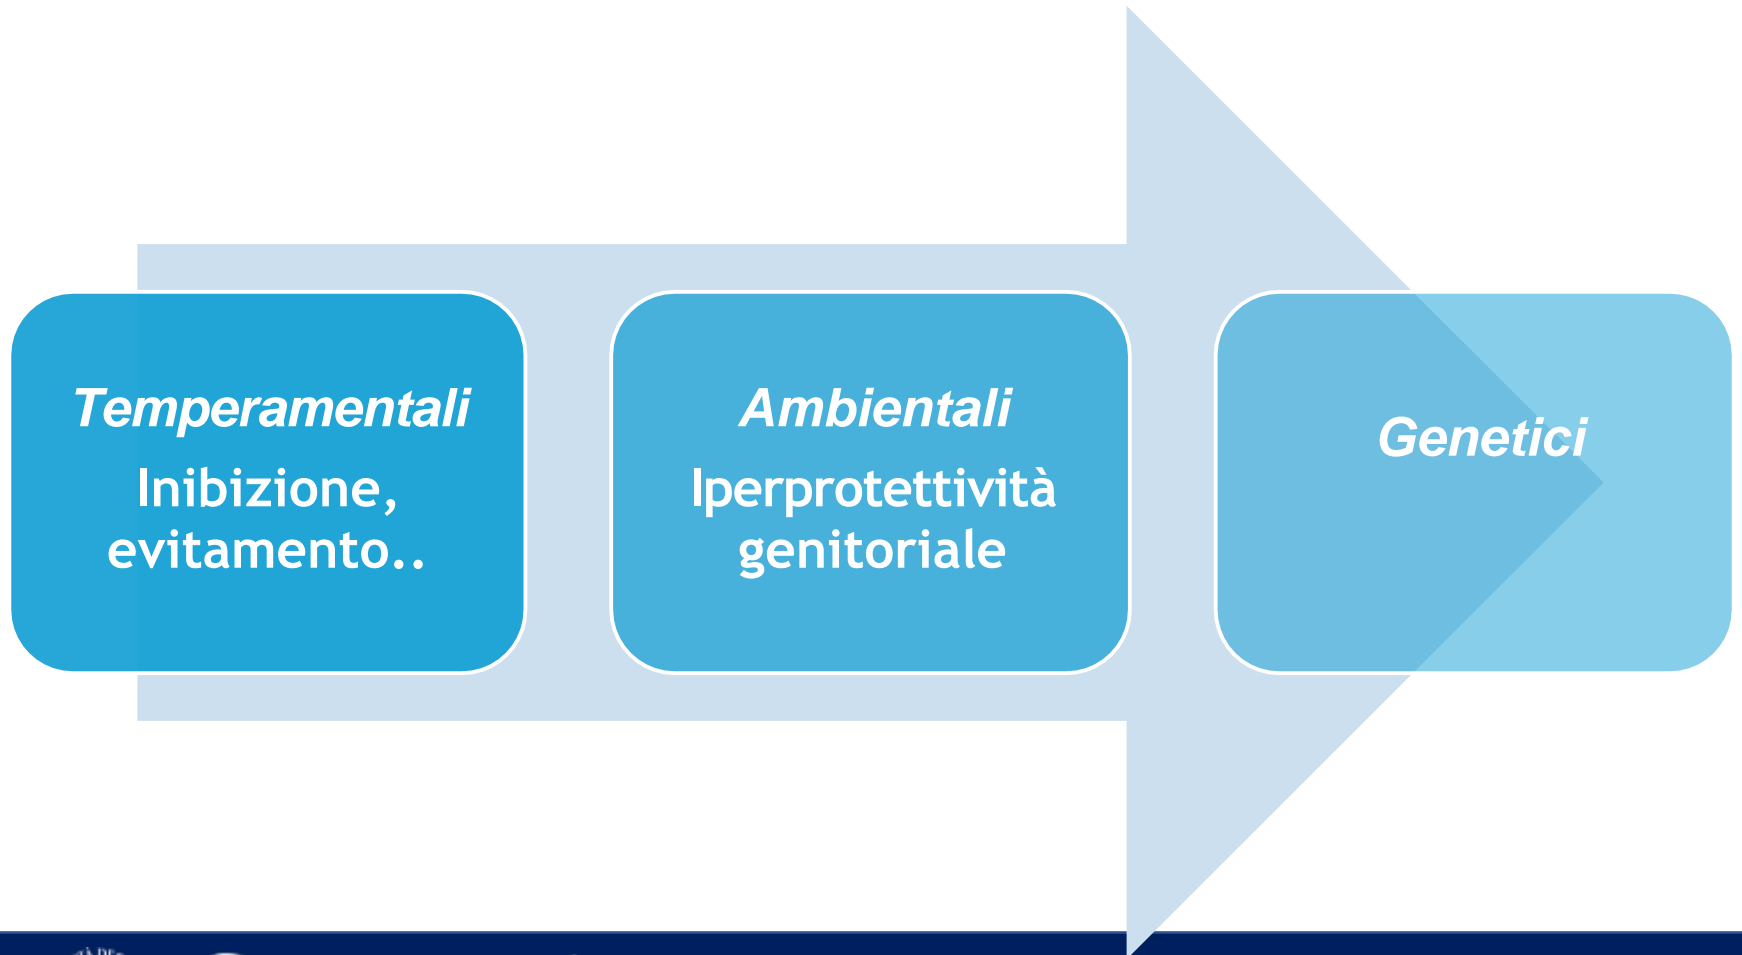 Temperamentali
Inibizione,
evitamento..
Ambientali
Iperprotettività
genitoriale
Genetici